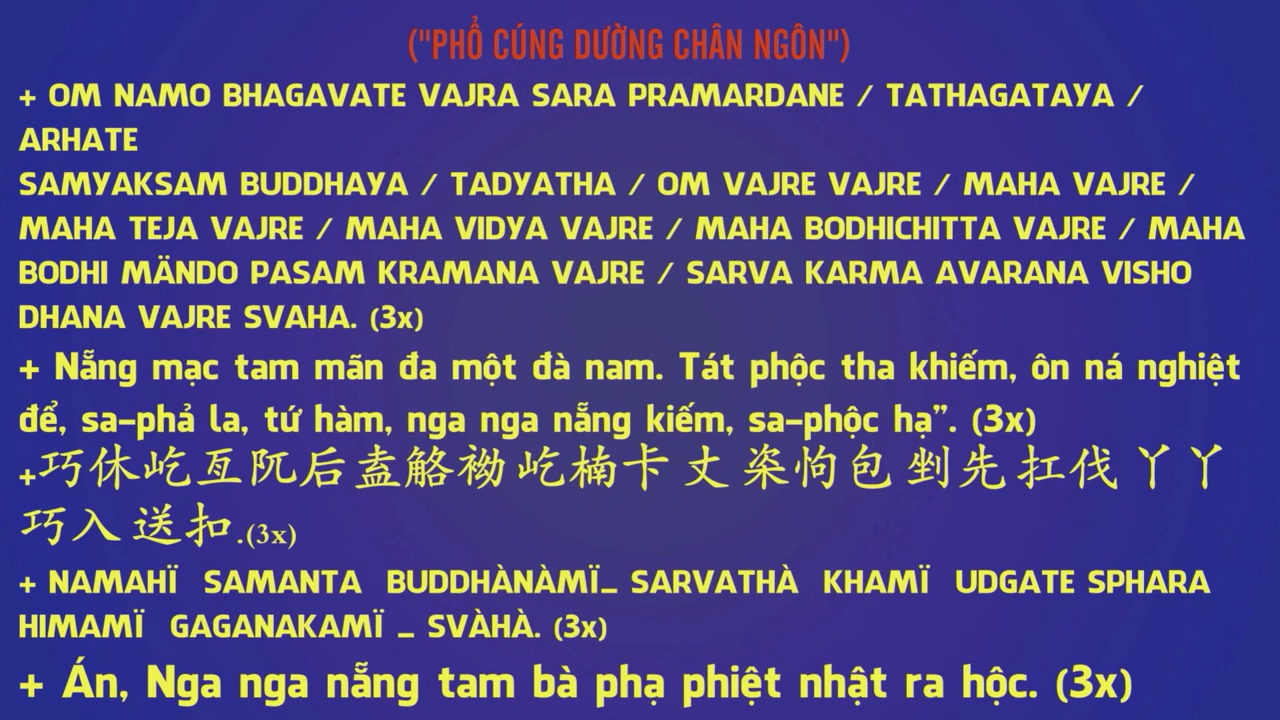 ("PHỔ CÚNG DƯỜNG CHÂN NGÔN")
+ OM NAMO BHAGAVATE VAJRA SARA PRAMARDANE / TATHAGATAYA /
ARHATE
SAMYAKSAM BUDDHAYA / TADYATHA / OM VAJRE VAJRE / MAHA VAJRE /
MAHA TEJA VAJRE / MAHA VIDYA VAJRE / MAHA BODHICHITTA VAJRE / MAHA
BODHI MÄNDO PASAM KRAMANA VAJRE / SARVA KARMA AVARANA VISHO
DHANA VAJRE SVAHA. (3x)
+ Nẵng mạc tam mãn đa một đà nam. Tát phộc tha khiếm, ôn ná nghiệt
để, sa-phả la, tứ hàm, nga nga nẵng kiếm, sa-phộc hạ”. (3x)
+巧休屹亙阢后盍觡袎屹楠卡丈栥怐包剉先扛伐丫丫
巧入送扣.(3x)
+ NAMAHÏ SAMANTA BUDDHÀNÀMÏ_ SARVATHÀ KHAMÏ UDGATE SPHARA
HIMAMÏ GAGANAKAMÏ _ SVÀHÀ. (3x)
+ Án, Nga nga nẵng tam bà phạ phiệt nhật ra hộc. (3x)